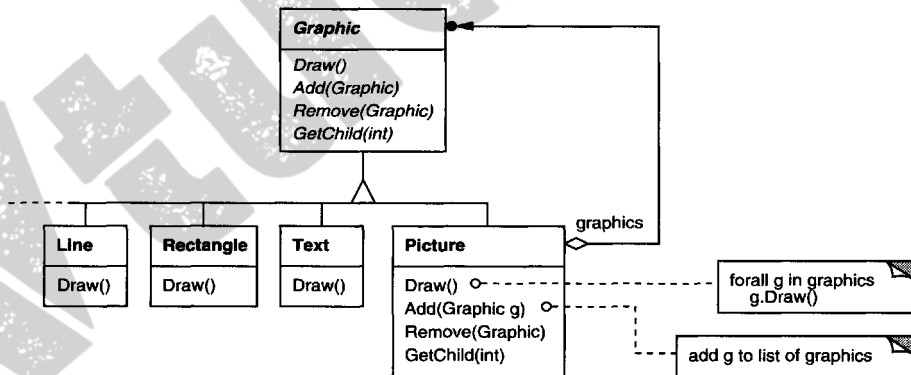 Graphic
Draw()
Add(Graphic)
Remove(Graphic)
GetChild(int)
graphics
Line
Draw()
Rectangle
Draw()
Text
Draw()
Picture
Draw()
Add(Graphic g)
Remove(Graphic)
GetChild(int)
forall g in graphics
g.Draw()
add g to list of graphics